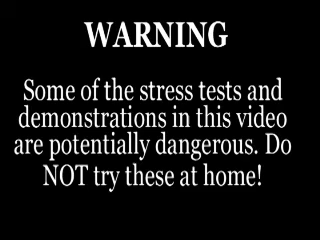 WARNING
Some of the stress tests and
demonstrations in this video
are potentially dangerous. Do
NOT try these at home!